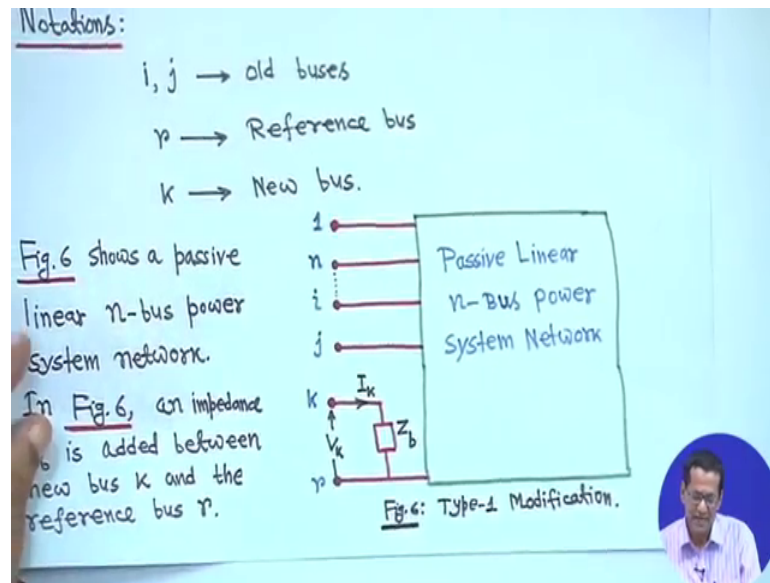 Notations:
i, j → old buses
r → Reference bus
k → New bus.
Fig.6 shows a passive
linear n-bus power
system network.
In Fig.6, an impedance
is added between
new bus k and the
reference bus r.
1
n
i
j
k
r
I_k
V_k
Z_b
Passive Linear
n-Bus power
System Network
Fig.6: Type-1 Modification.